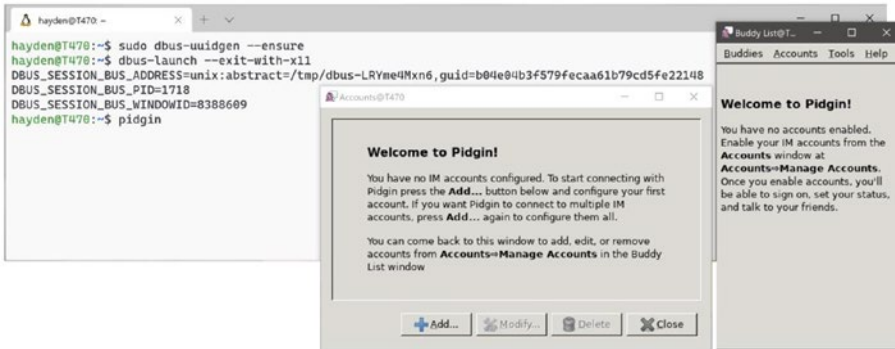 hayden@T470: ~
hayden@T470:~$ sudo dbus-uuidgen --ensure
hayden@T470:~$ dbus-launch --exit-with-x11
DBUS_SESSION_BUS_ADDRESS=unix:abstract=/tmp/dbus-LRYme4Mxn6,guid=b04e04b3f579fecaa61b79cd5fe22148
DBUS_SESSION_BUS_PID=1718
DBUS_SESSION_BUS_WINDOWID=8388609
hayden@T470:~$ pidgin
Accounts@T470
Welcome to Pidgin!
You have no IM accounts configured. To start connecting with
Pidgin press the Add... button below and configure your first
account. If you want Pidgin to connect to multiple IM
accounts, press Add... again to configure them all.
You can come back to this window to add, edit, or remove
accounts from Accounts⇨Manage Accounts in the Buddy
List window
Add... Modify... Delete Close
Buddy List@T...
Buddies Accounts Tools Help
Welcome to Pidgin!
You have no accounts enabled.
Enable your IM accounts from the
Accounts window at
Accounts⇨Manage Accounts.
Once you enable accounts, you'll
be able to sign on, set your status,
and talk to your friends.